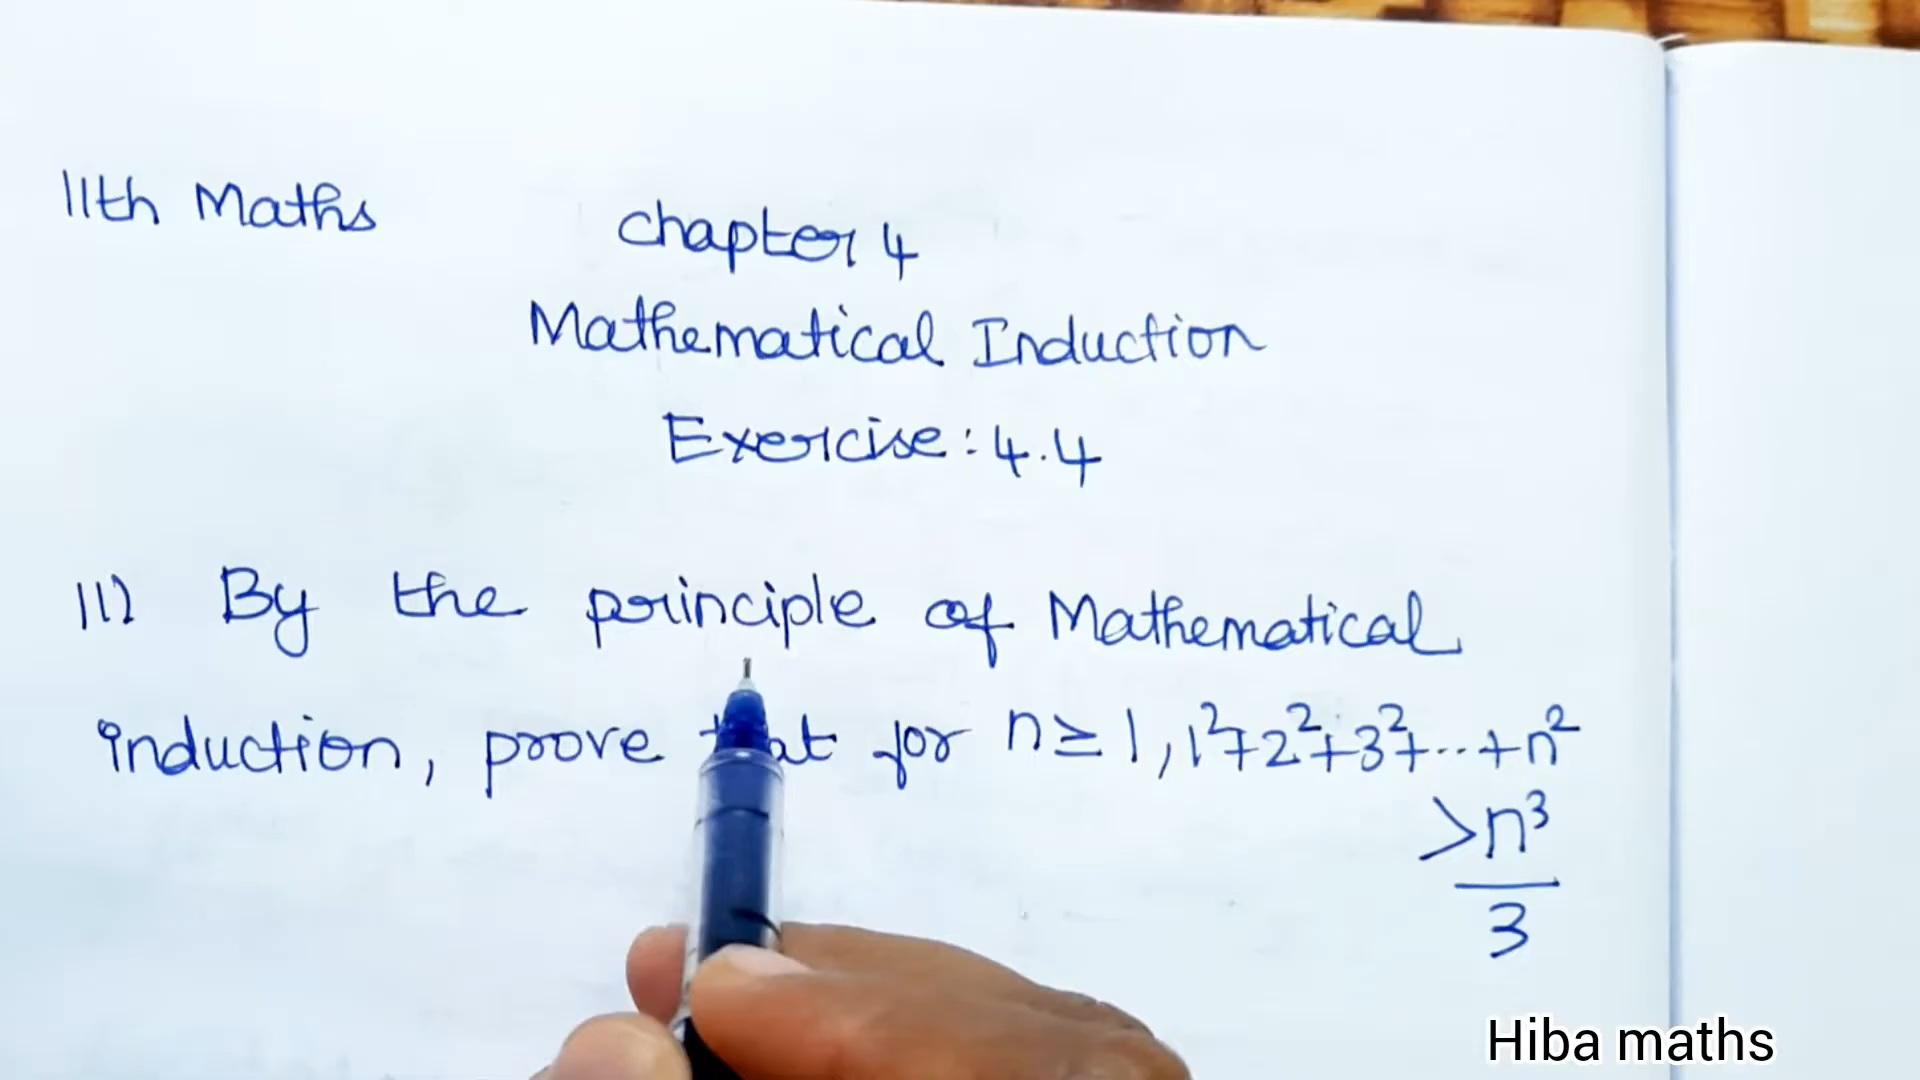 11th Maths
Chapter 4
Mathematical Induction
Exercise: 4.4
11) By the principle of Mathematical
induction, prove that for n ≥ 1, 1²+2²+3²+...+n²
> n³/3
Hiba maths